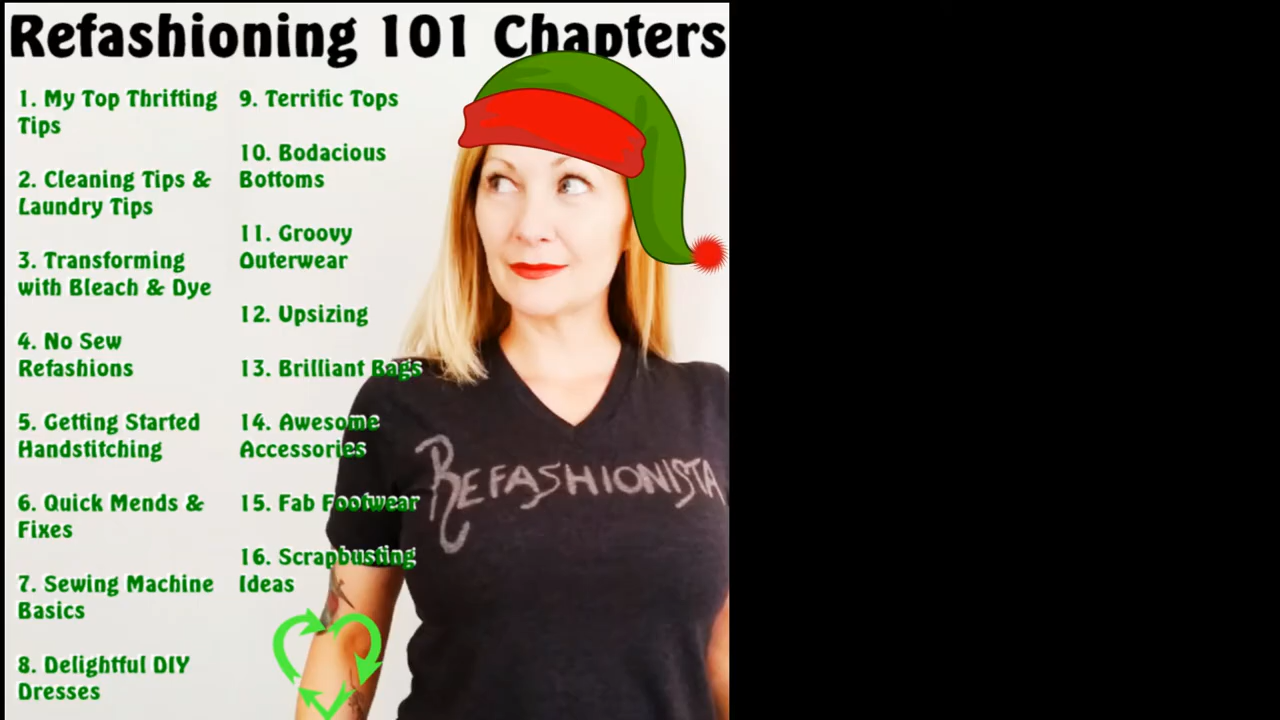 Refashioning 101 Chapters
1. My Top Thrifting
Tips
2. Cleaning Tips &
Laundry Tips
3. Transforming
with Bleach & Dye
4. No Sew
Refashions
5. Getting Started
Handstitching
6. Quick Mends &
Fixes
7. Sewing Machine
Basics
8. Delightful DIY
Dresses
9. Terrific Tops
10. Bodacious
Bottoms
11. Groovy
Outerwear
12. Upsizing
13. Brilliant Bags
14. Awesome
Accessories
15. Fab Footwear
16. Scrapbusting
Ideas
REFASHIONISTA